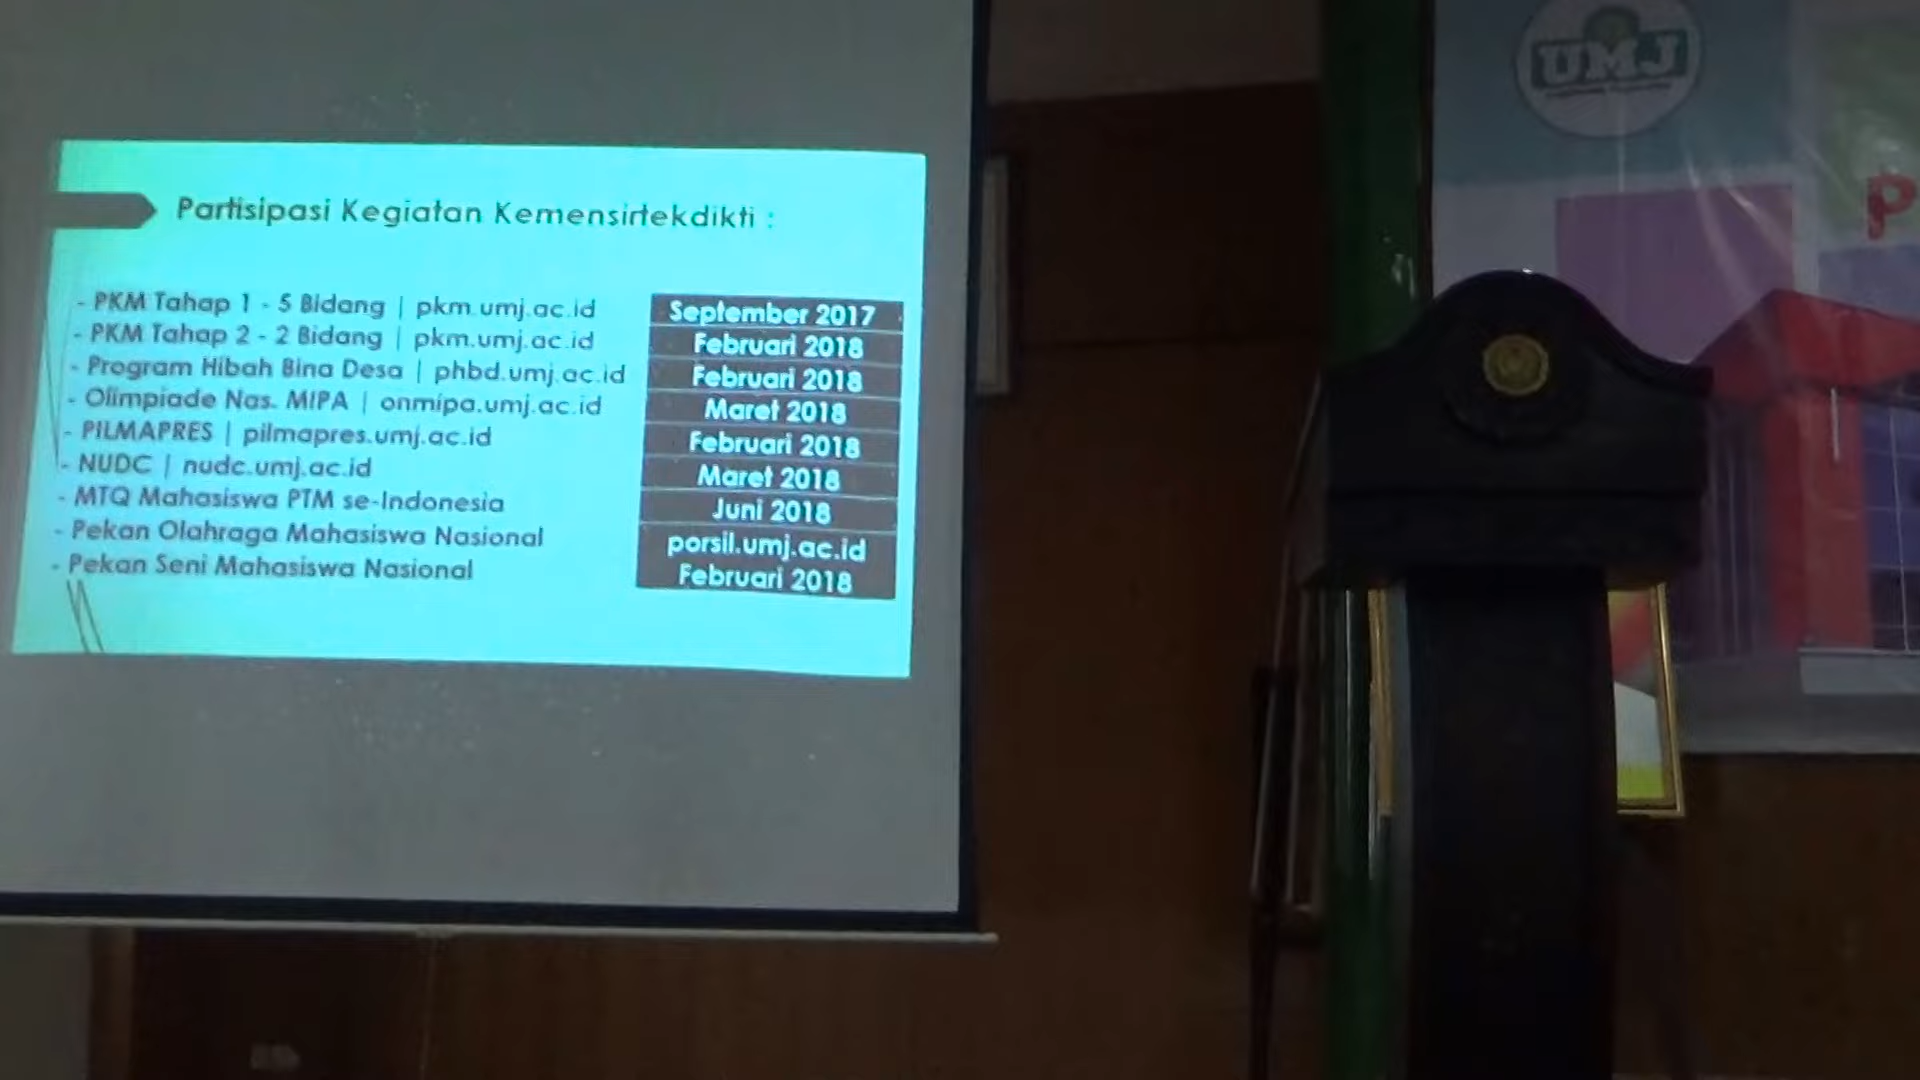 Partisipasi Kegiatan Kemensirtekdikti :
- PKM Tahap 1 - 5 Bidang | pkm.umj.ac.id
September 2017
- PKM Tahap 2 - 2 Bidang | pkm.umj.ac.id
Februari 2018
- Program Hibah Bina Desa | phbd.umj.ac.id
Februari 2018
- Olimpiade Nas. MIPA | onmipa.umj.ac.id
Maret 2018
- PILMAPRES | pilmapres.umj.ac.id
Februari 2018
- NUDC | nudc.umj.ac.id
Maret 2018
- MTQ Mahasiswa PTM se-Indonesia
Juni 2018
- Pekan Olahraga Mahasiswa Nasional
porsil.umj.ac.id
- Pekan Seni Mahasiswa Nasional
Februari 2018
UMJ
P